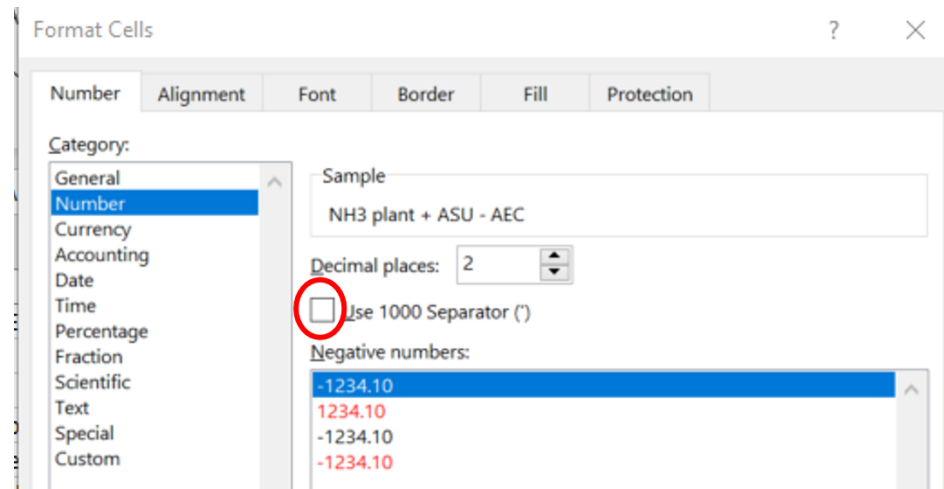 Format Cells ? ×
Number Alignment Font Border Fill Protection
Category:
General
Number
Currency
Accounting
Date
Time
Percentage
Fraction
Scientific
Text
Special
Custom
Sample
NH3 plant + ASU - AEC
Decimal places: 2
Use 1000 Separator (')
Negative numbers:
-1234.10
1234.10
-1234.10
-1234.10